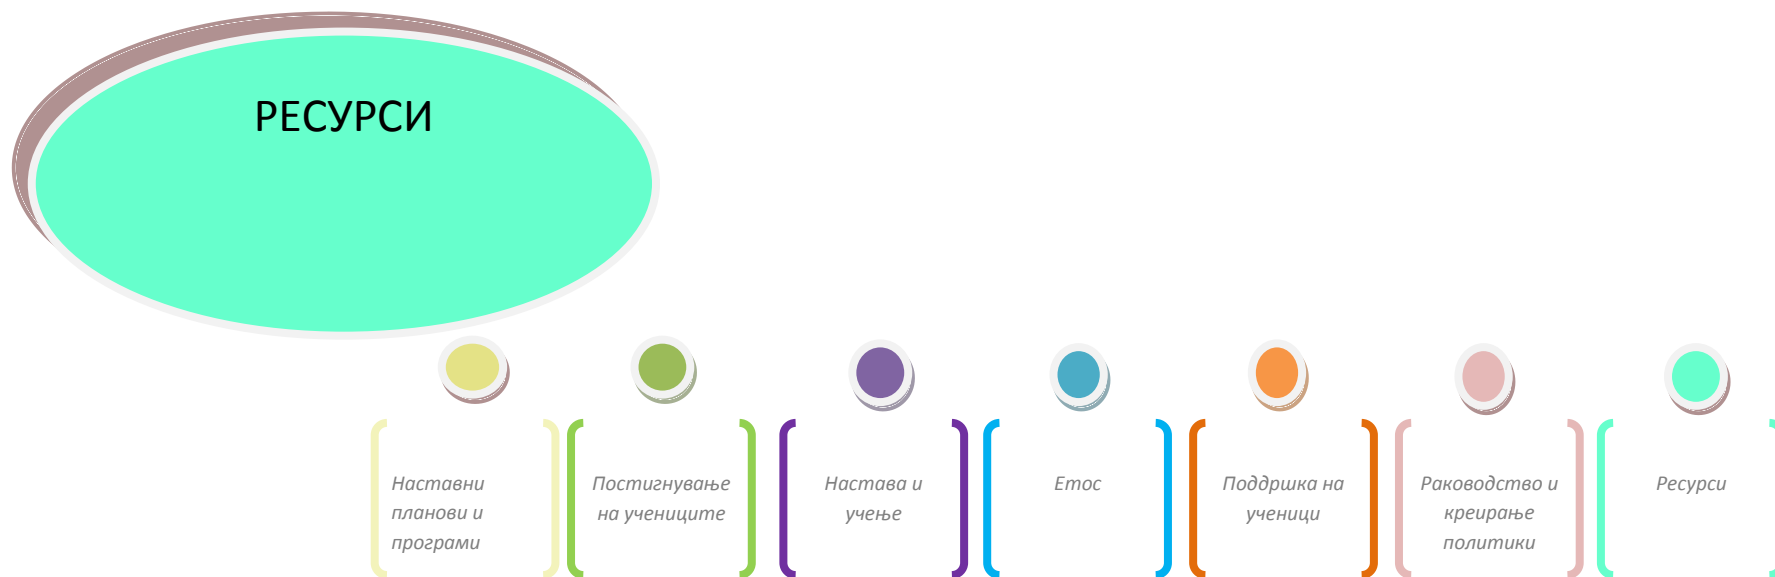 РЕСУРСИ
Наставни
планови и
програми
Постигнување
на учениците
Настава и
учење
Етос
Поддршка на
ученици
Раководство и
креирање
политики
Ресурси